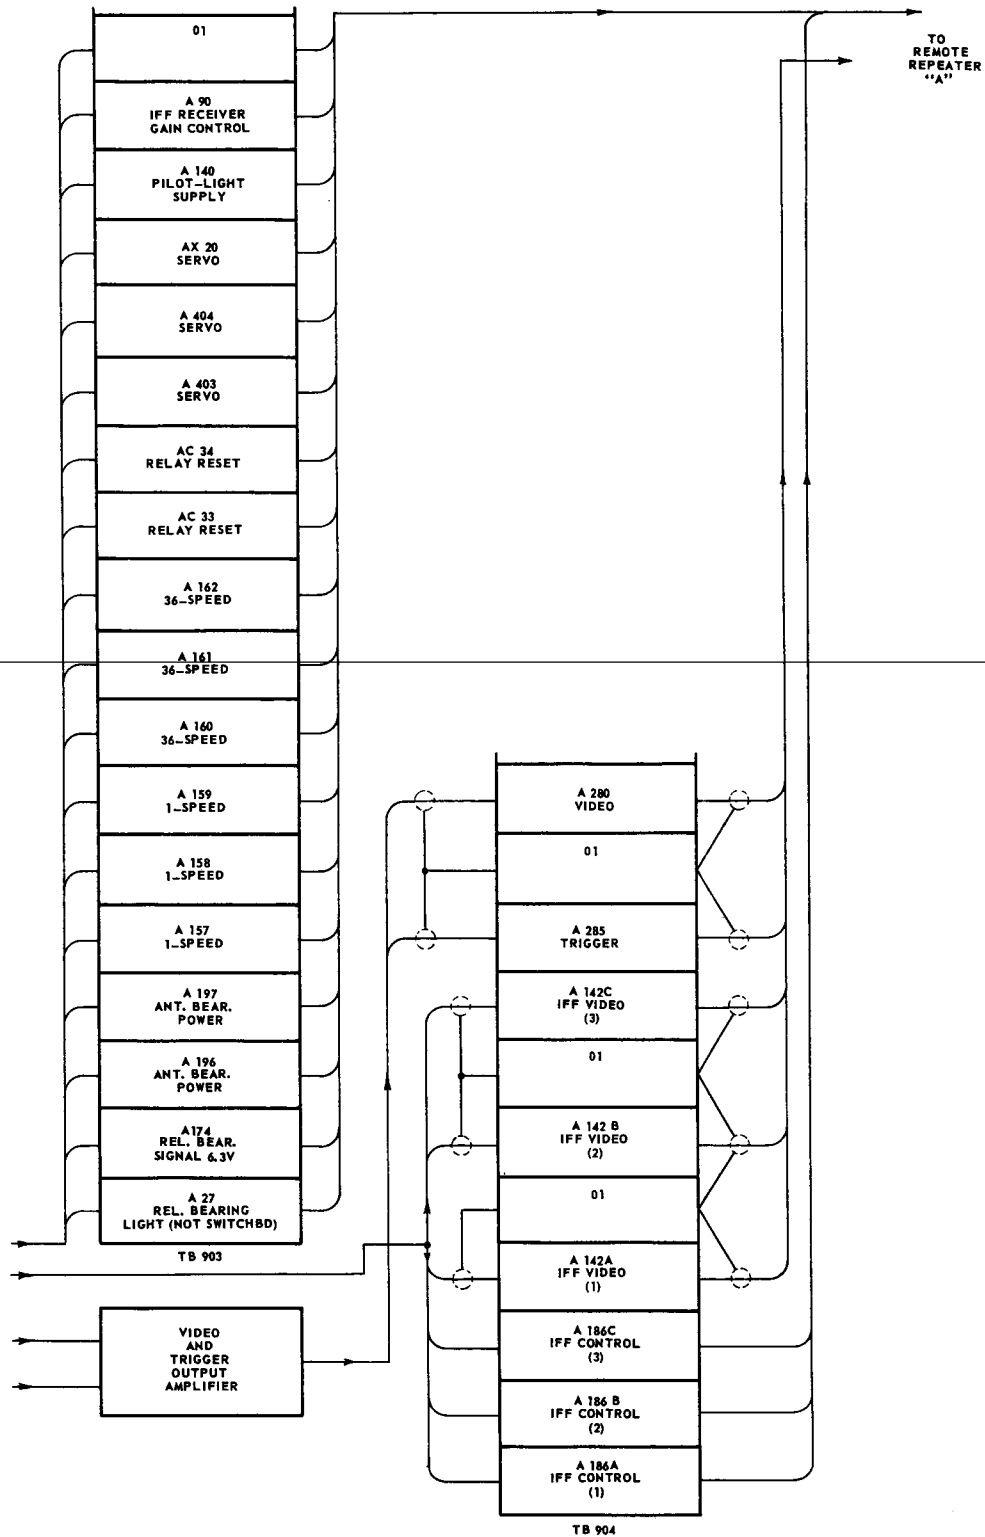 01
A 90
IFF RECEIVER
GAIN CONTROL
A 140
PILOT–LIGHT
SUPPLY
AX 20
SERVO
A 404
SERVO
A 403
SERVO
AC 34
RELAY RESET
AC 33
RELAY RESET
A 162
36–SPEED
A 161
36–SPEED
A 160
36–SPEED
A 159
1–SPEED
A 158
1–SPEED
A 157
1–SPEED
A 197
ANT. BEAR.
POWER
A 196
ANT. BEAR.
POWER
A174
REL. BEAR.
SIGNAL 6.3V
A 27
REL. BEARING
LIGHT (NOT SWITCHBD)
TB 903
VIDEO
AND
TRIGGER
OUTPUT
AMPLIFIER
TO
REMOTE
REPEATER
"A"
A 280
VIDEO
01
A 285
TRIGGER
A 142C
IFF VIDEO
(3)
01
A 142 B
IFF VIDEO
(2)
01
A 142A
IFF VIDEO
(1)
A 186C
IFF CONTROL
(3)
A 186 B
IFF CONTROL
(2)
A 186A
IFF CONTROL
(1)
TB 904